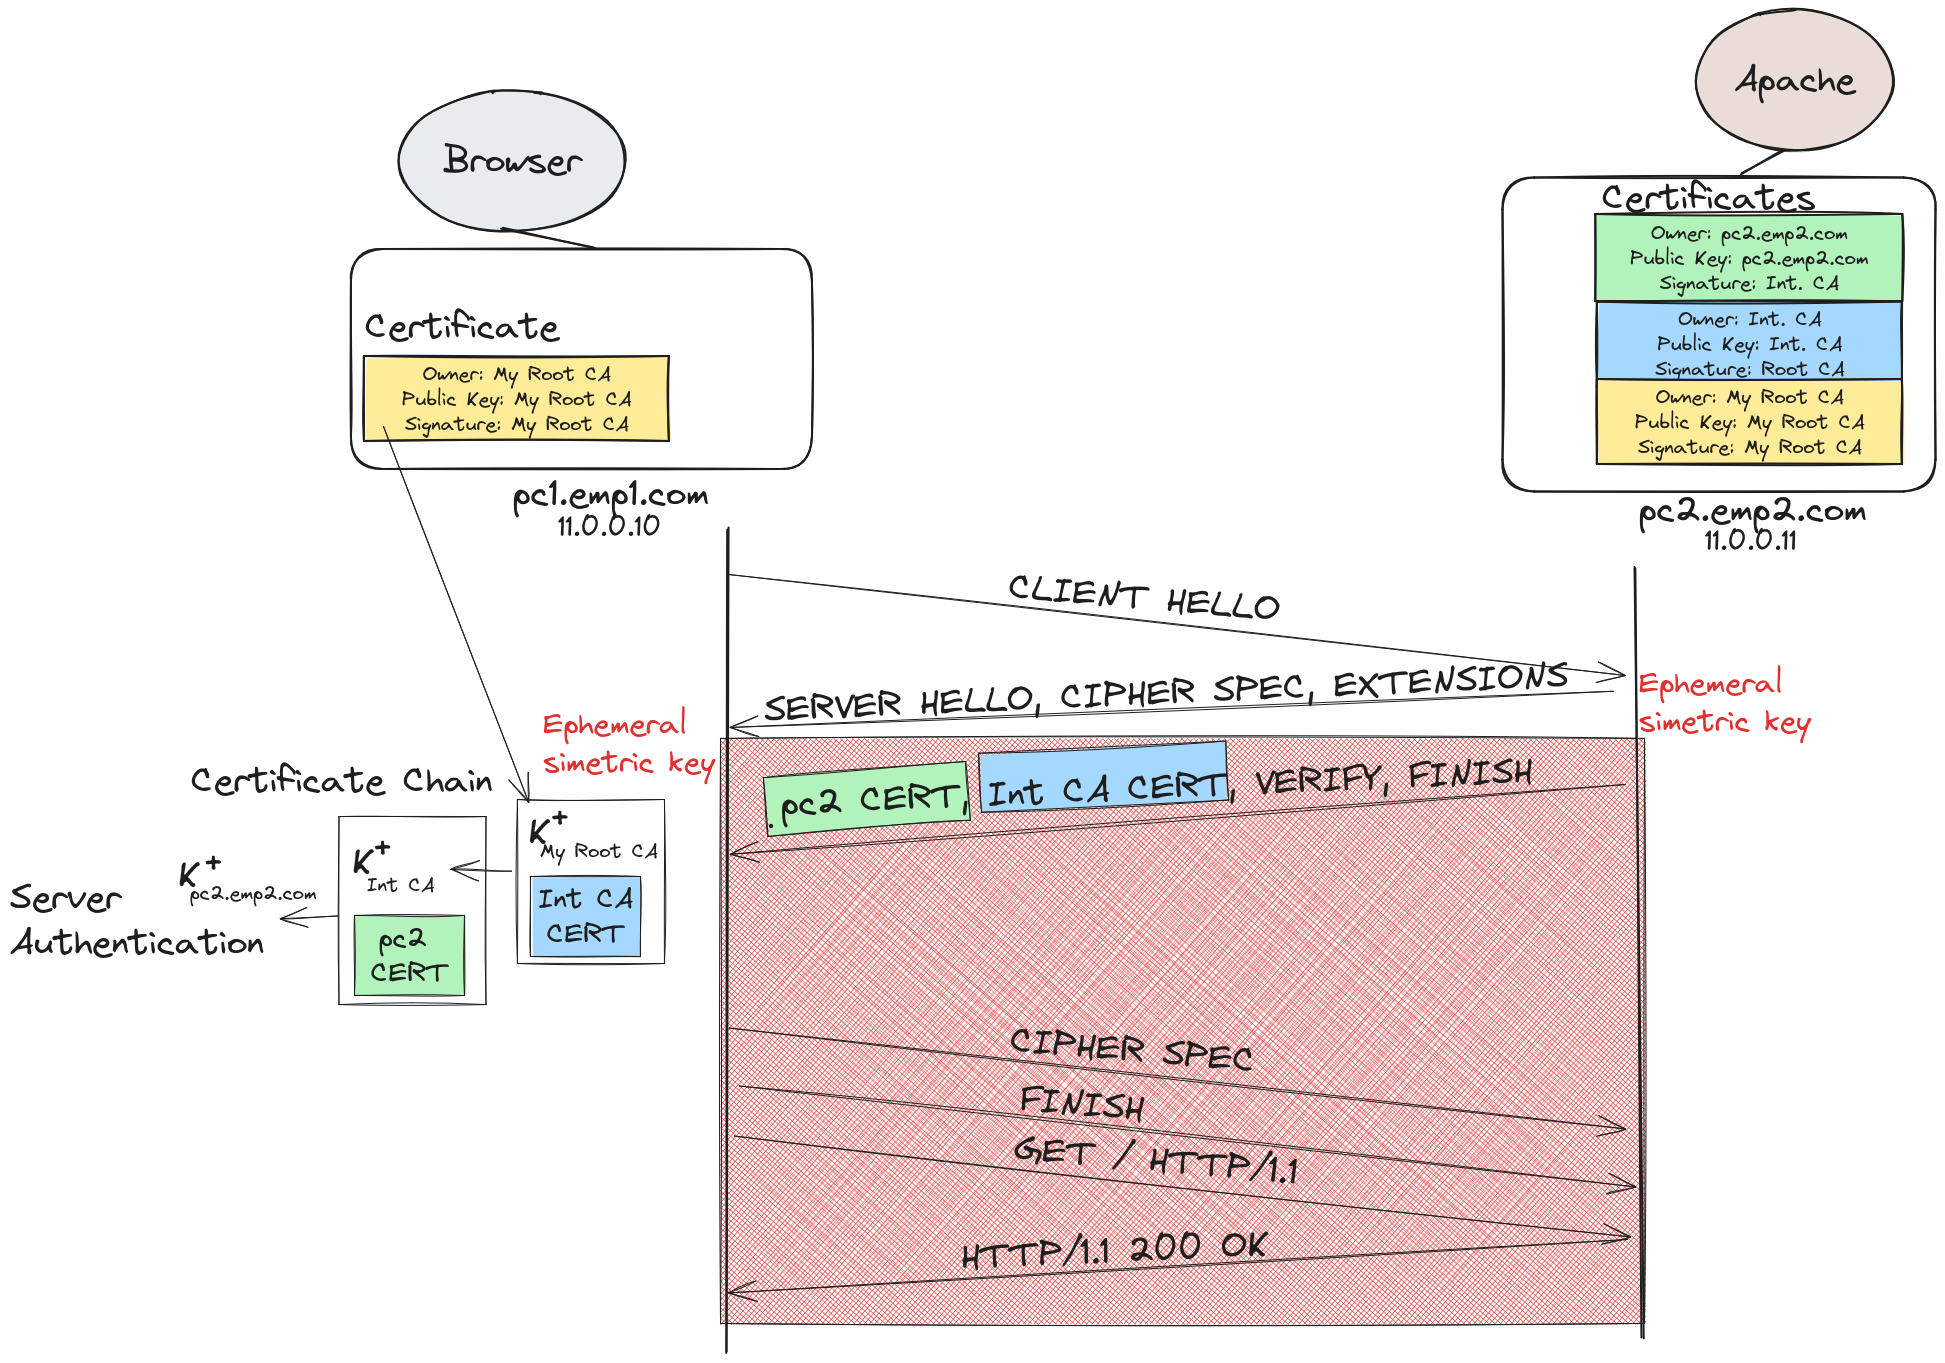 Apache
Browser
Certificates
Owner: pc2.emp2.com
Public Key: pc2.emp2.com
Signature: Int. CA
Owner: Int. CA
Public Key: Int. CA
Signature: Root CA
Owner: My Root CA
Public Key: My Root CA
Signature: My Root CA
pc2.emp2.com
11.0.0.11
Certificate
Owner: My Root CA
Public Key: My Root CA
Signature: My Root CA
pc1.emp1.com
11.0.0.10
CLIENT HELLO
SERVER HELLO, CIPHER SPEC, EXTENSIONS
Ephemeral
simetric key
Ephemeral
simetric key
. pc2 CERT, Int CA CERT, VERIFY, FINISH
Certificate Chain
K+
My Root CA
Int CA
CERT
K+
Int CA
pc2
CERT
K+
pc2.emp2.com
Server
Authentication
CIPHER SPEC
FINISH
GET / HTTP/1.1
HTTP/1.1 200 OK